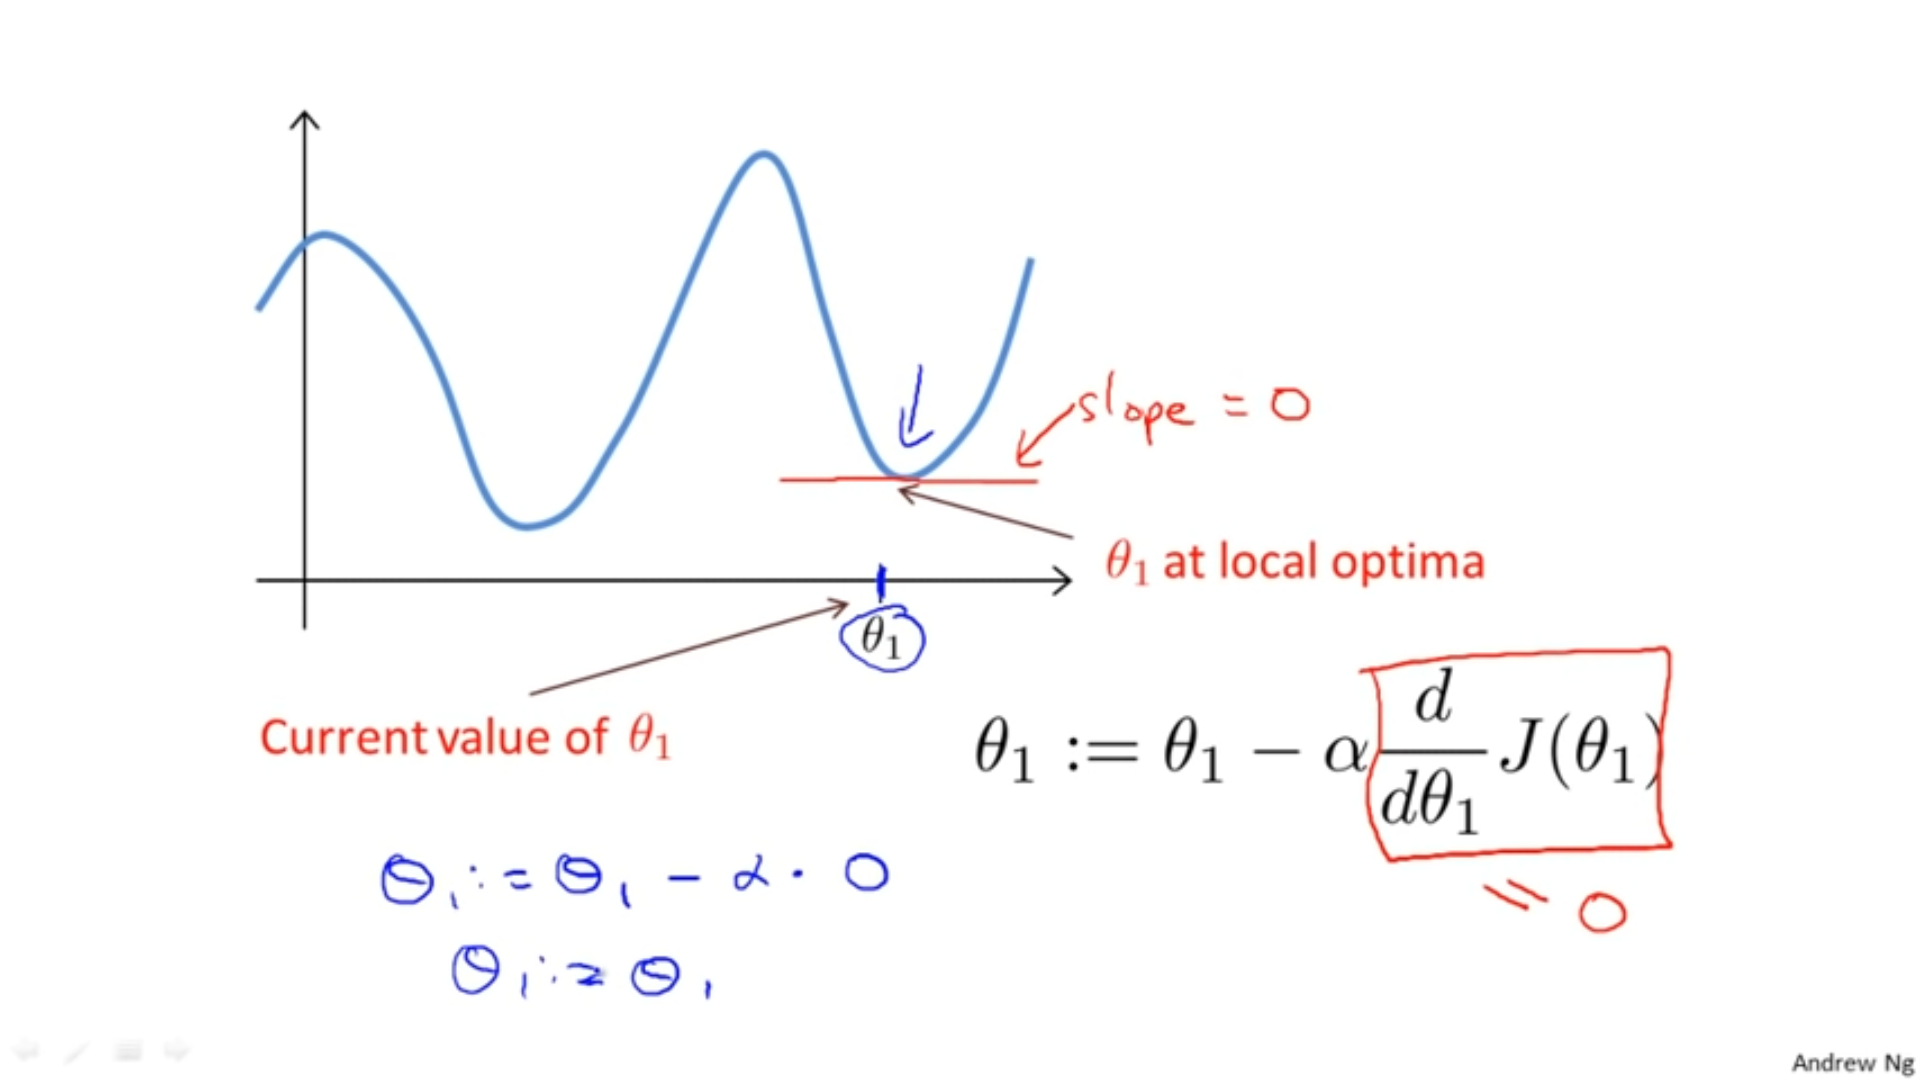 slope = 0
θ₁ at local optima
θ₁
Current value of θ₁
θ₁ := θ₁ − α d/dθ₁ J(θ₁)
= 0
θ₁ := θ₁ − α · 0
θ₁ := θ₁
Andrew Ng